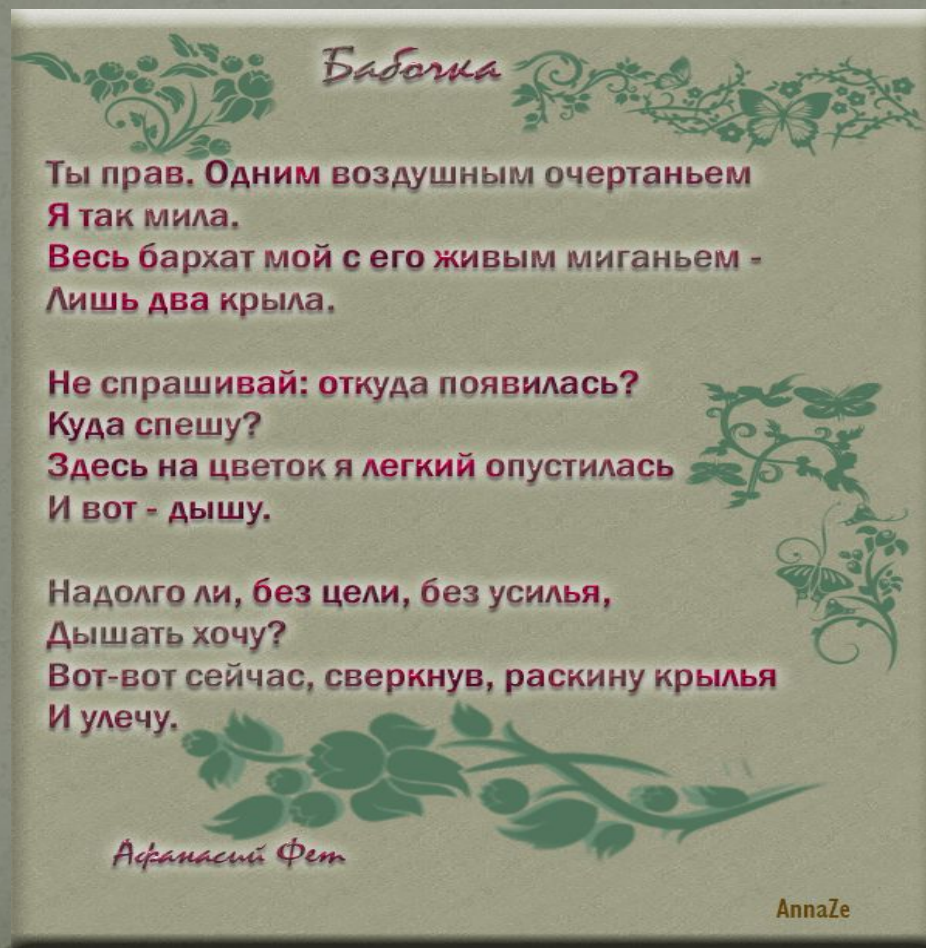 Бабочка
Ты прав. Одним воздушным очертаньем
Я так мила.
Весь бархат мой с его живым миганьем -
Лишь два крыла.
Не спрашивай: откуда появилась?
Куда спешу?
Здесь на цветок я легкий опустилась
И вот - дышу.
Надолго ли, без цели, без усилья,
Дышать хочу?
Вот-вот сейчас, сверкнув, раскину крылья
И улечу.
Афанасий Фет
AnnaZe